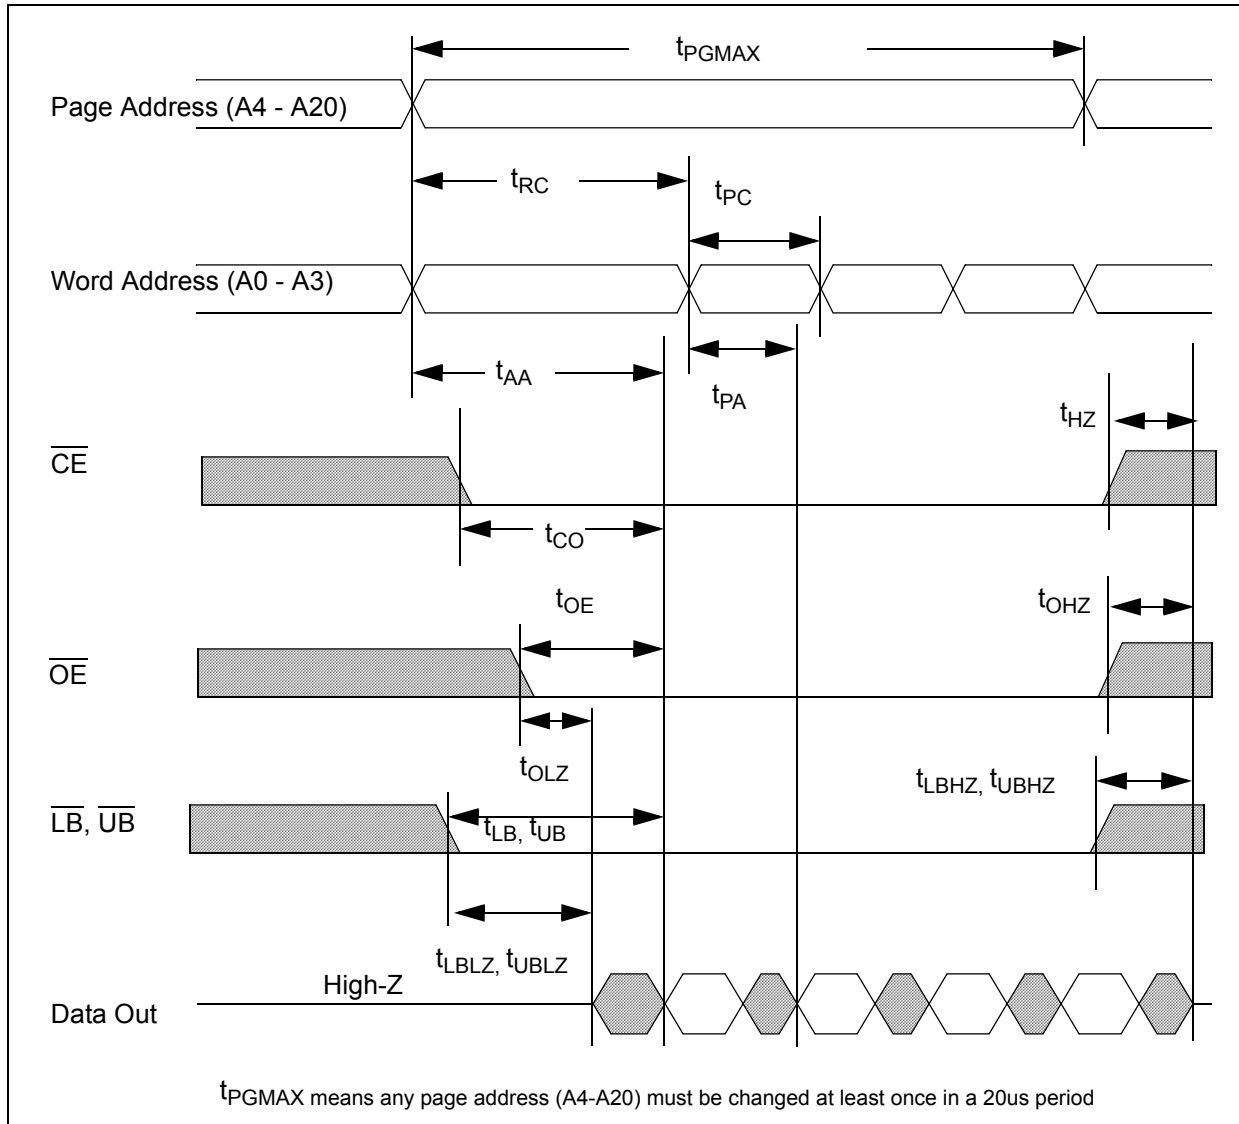 tPGMAX
Page Address (A4 - A20)
tRC
tPC
Word Address (A0 - A3)
tAA
tPA
tHZ
CE
tCO
tOE
tOHZ
OE
tOLZ
tLBHZ, tUBHZ
LB, UB
tLB, tUB
tLBLZ, tUBLZ
High-Z
Data Out
tPGMAX means any page address (A4-A20) must be changed at least once in a 20us period